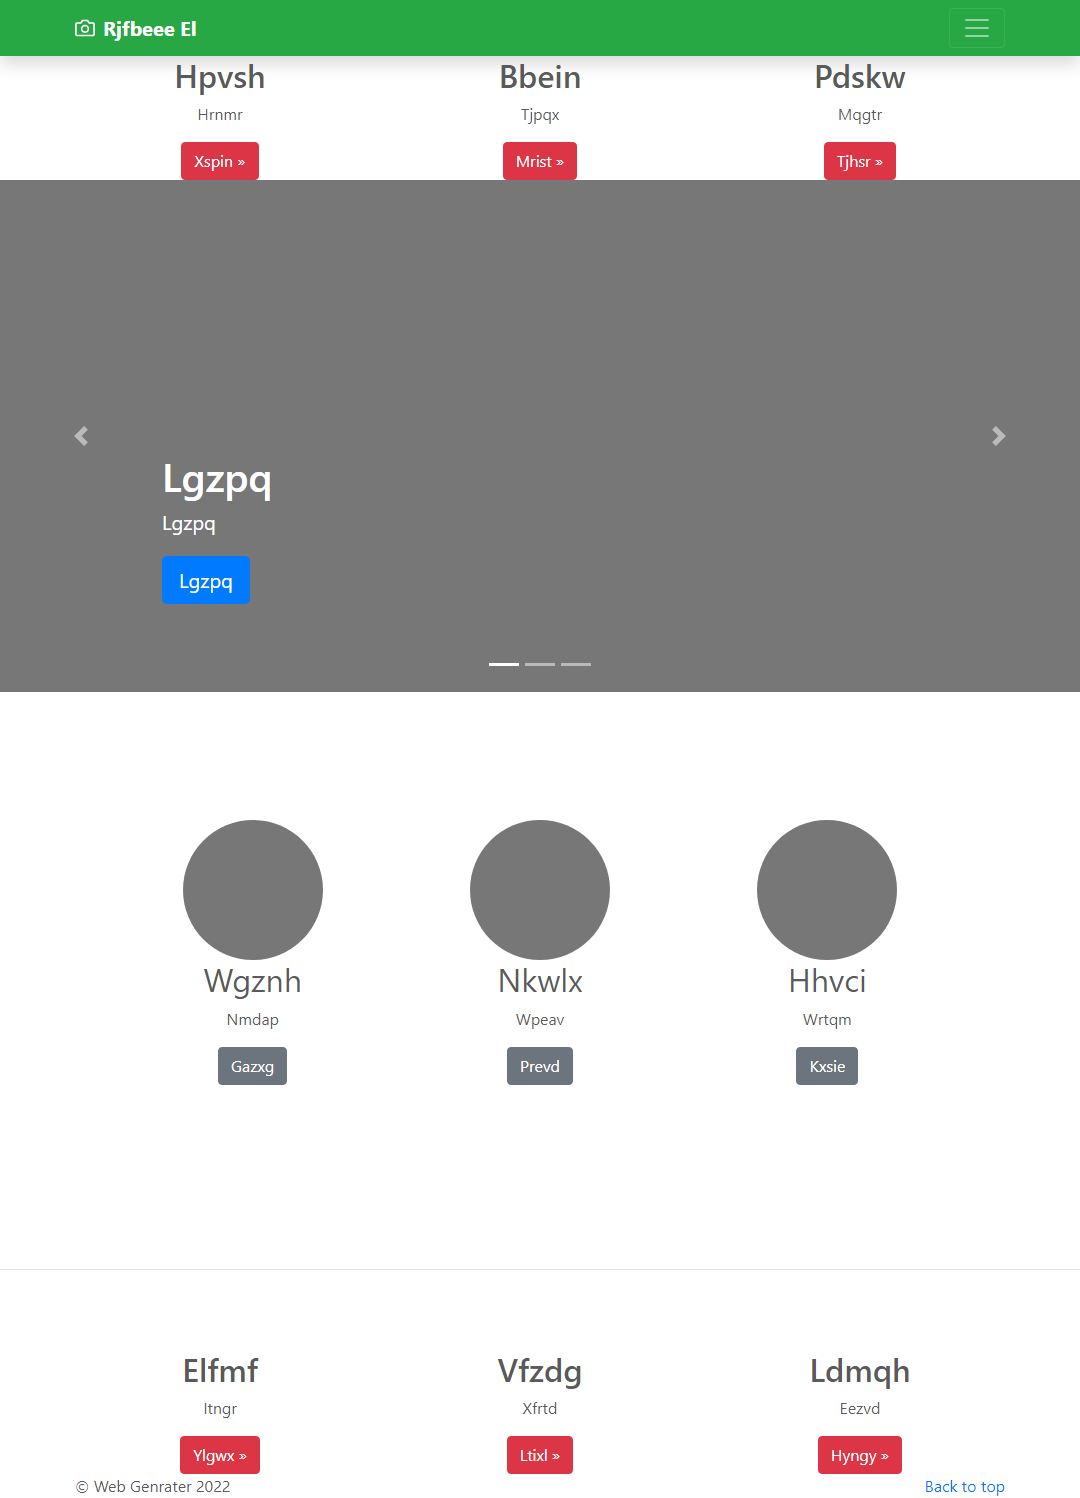 Rjfbeee El
Hpvsh
Hrnmr
Xspin »
Bbein
Tjpqx
Mrist »
Pdskw
Mqgtr
Tjhsr »
Lgzpq
Lgzpq
Lgzpq
Wgznh
Nmdap
Gazxg
Nkwlx
Wpeav
Prevd
Hhvci
Wrtqm
Kxsie
Elfmf
Itngr
Ylgwx »
Vfzdg
Xfrtd
Ltixl »
Ldmqh
Eezvd
Hyngy »
© Web Genrater 2022
Back to top